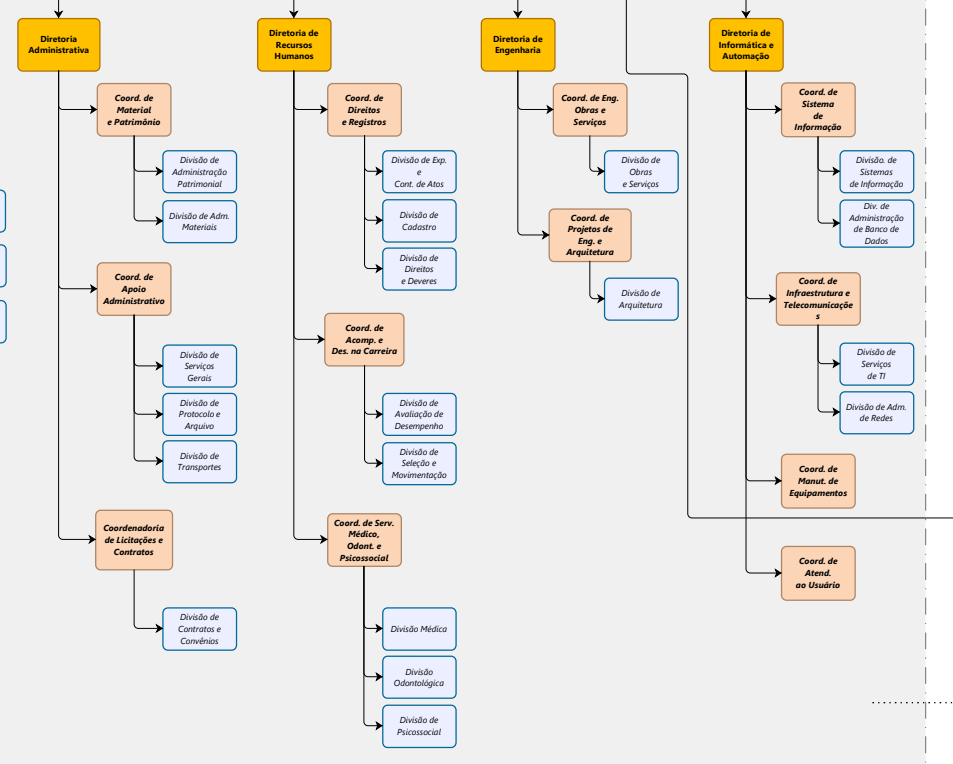 Diretoria
Administrativa
Coord. de
Material
e Patrimônio
Divisão de
Administração
Patrimonial
Divisão de Adm.
Materiais
Coord. de
Apoio
Administrativo
Divisão de
Serviços
Gerais
Divisão de
Protocolo e
Arquivo
Divisão de
Transportes
Coordenadoria
de Licitações e
Contratos
Divisão de
Contratos e
Convênios
Diretoria de
Recursos
Humanos
Coord. de
Direitos
e Registros
Divisão de Exp.
e
Cont. de Atos
Divisão de
Cadastro
Divisão de
Direitos
e Deveres
Coord. de
Acomp. e
Des. na Carreira
Divisão de
Avaliação de
Desempenho
Divisão de
Seleção e
Movimentação
Coord. de Serv.
Médico,
Odont. e
Psicossocial
Divisão Médica
Divisão
Odontológica
Divisão de
Psicossocial
Diretoria de
Engenharia
Coord. de Eng.
Obras e
Serviços
Divisão de
Obras
e Serviços
Coord. de
Projetos de
Eng. e
Arquitetura
Divisão de
Arquitetura
Diretoria de
Informática e
Automação
Coord. de
Sistema
de
Informação
Divisão. de
Sistemas
de Informação
Div. de
Administração
de Banco de
Dados
Coord. de
Infraestrutura e
Telecomunicaçõe
s
Divisão de
Serviços
de TI
Divisão de Adm.
de Redes
Coord. de
Manut. de
Equipamentos
Coord. de
Atend.
ao Usuário